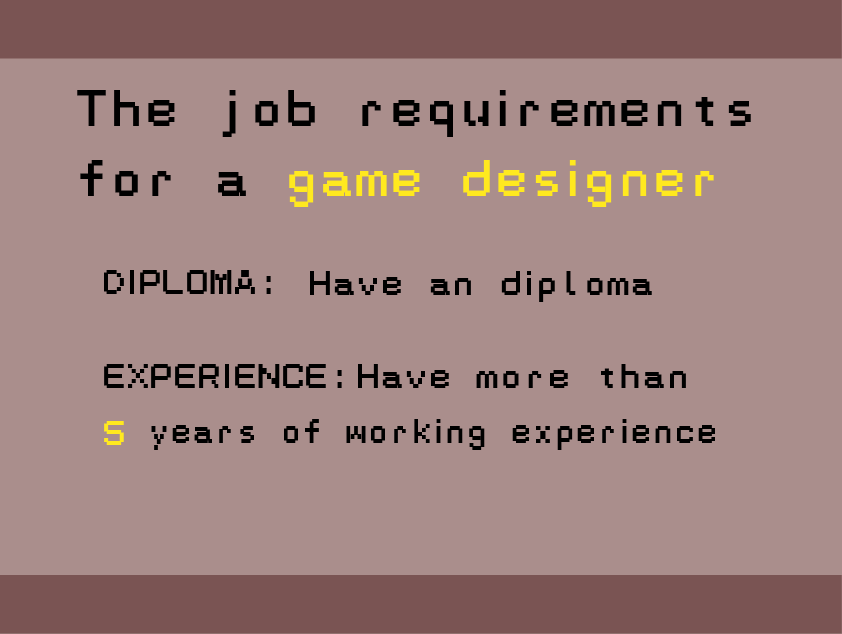 The job requirements
for a game designer
DIPLOMA: Have an diploma
EXPERIENCE: Have more than
5 years of working experience